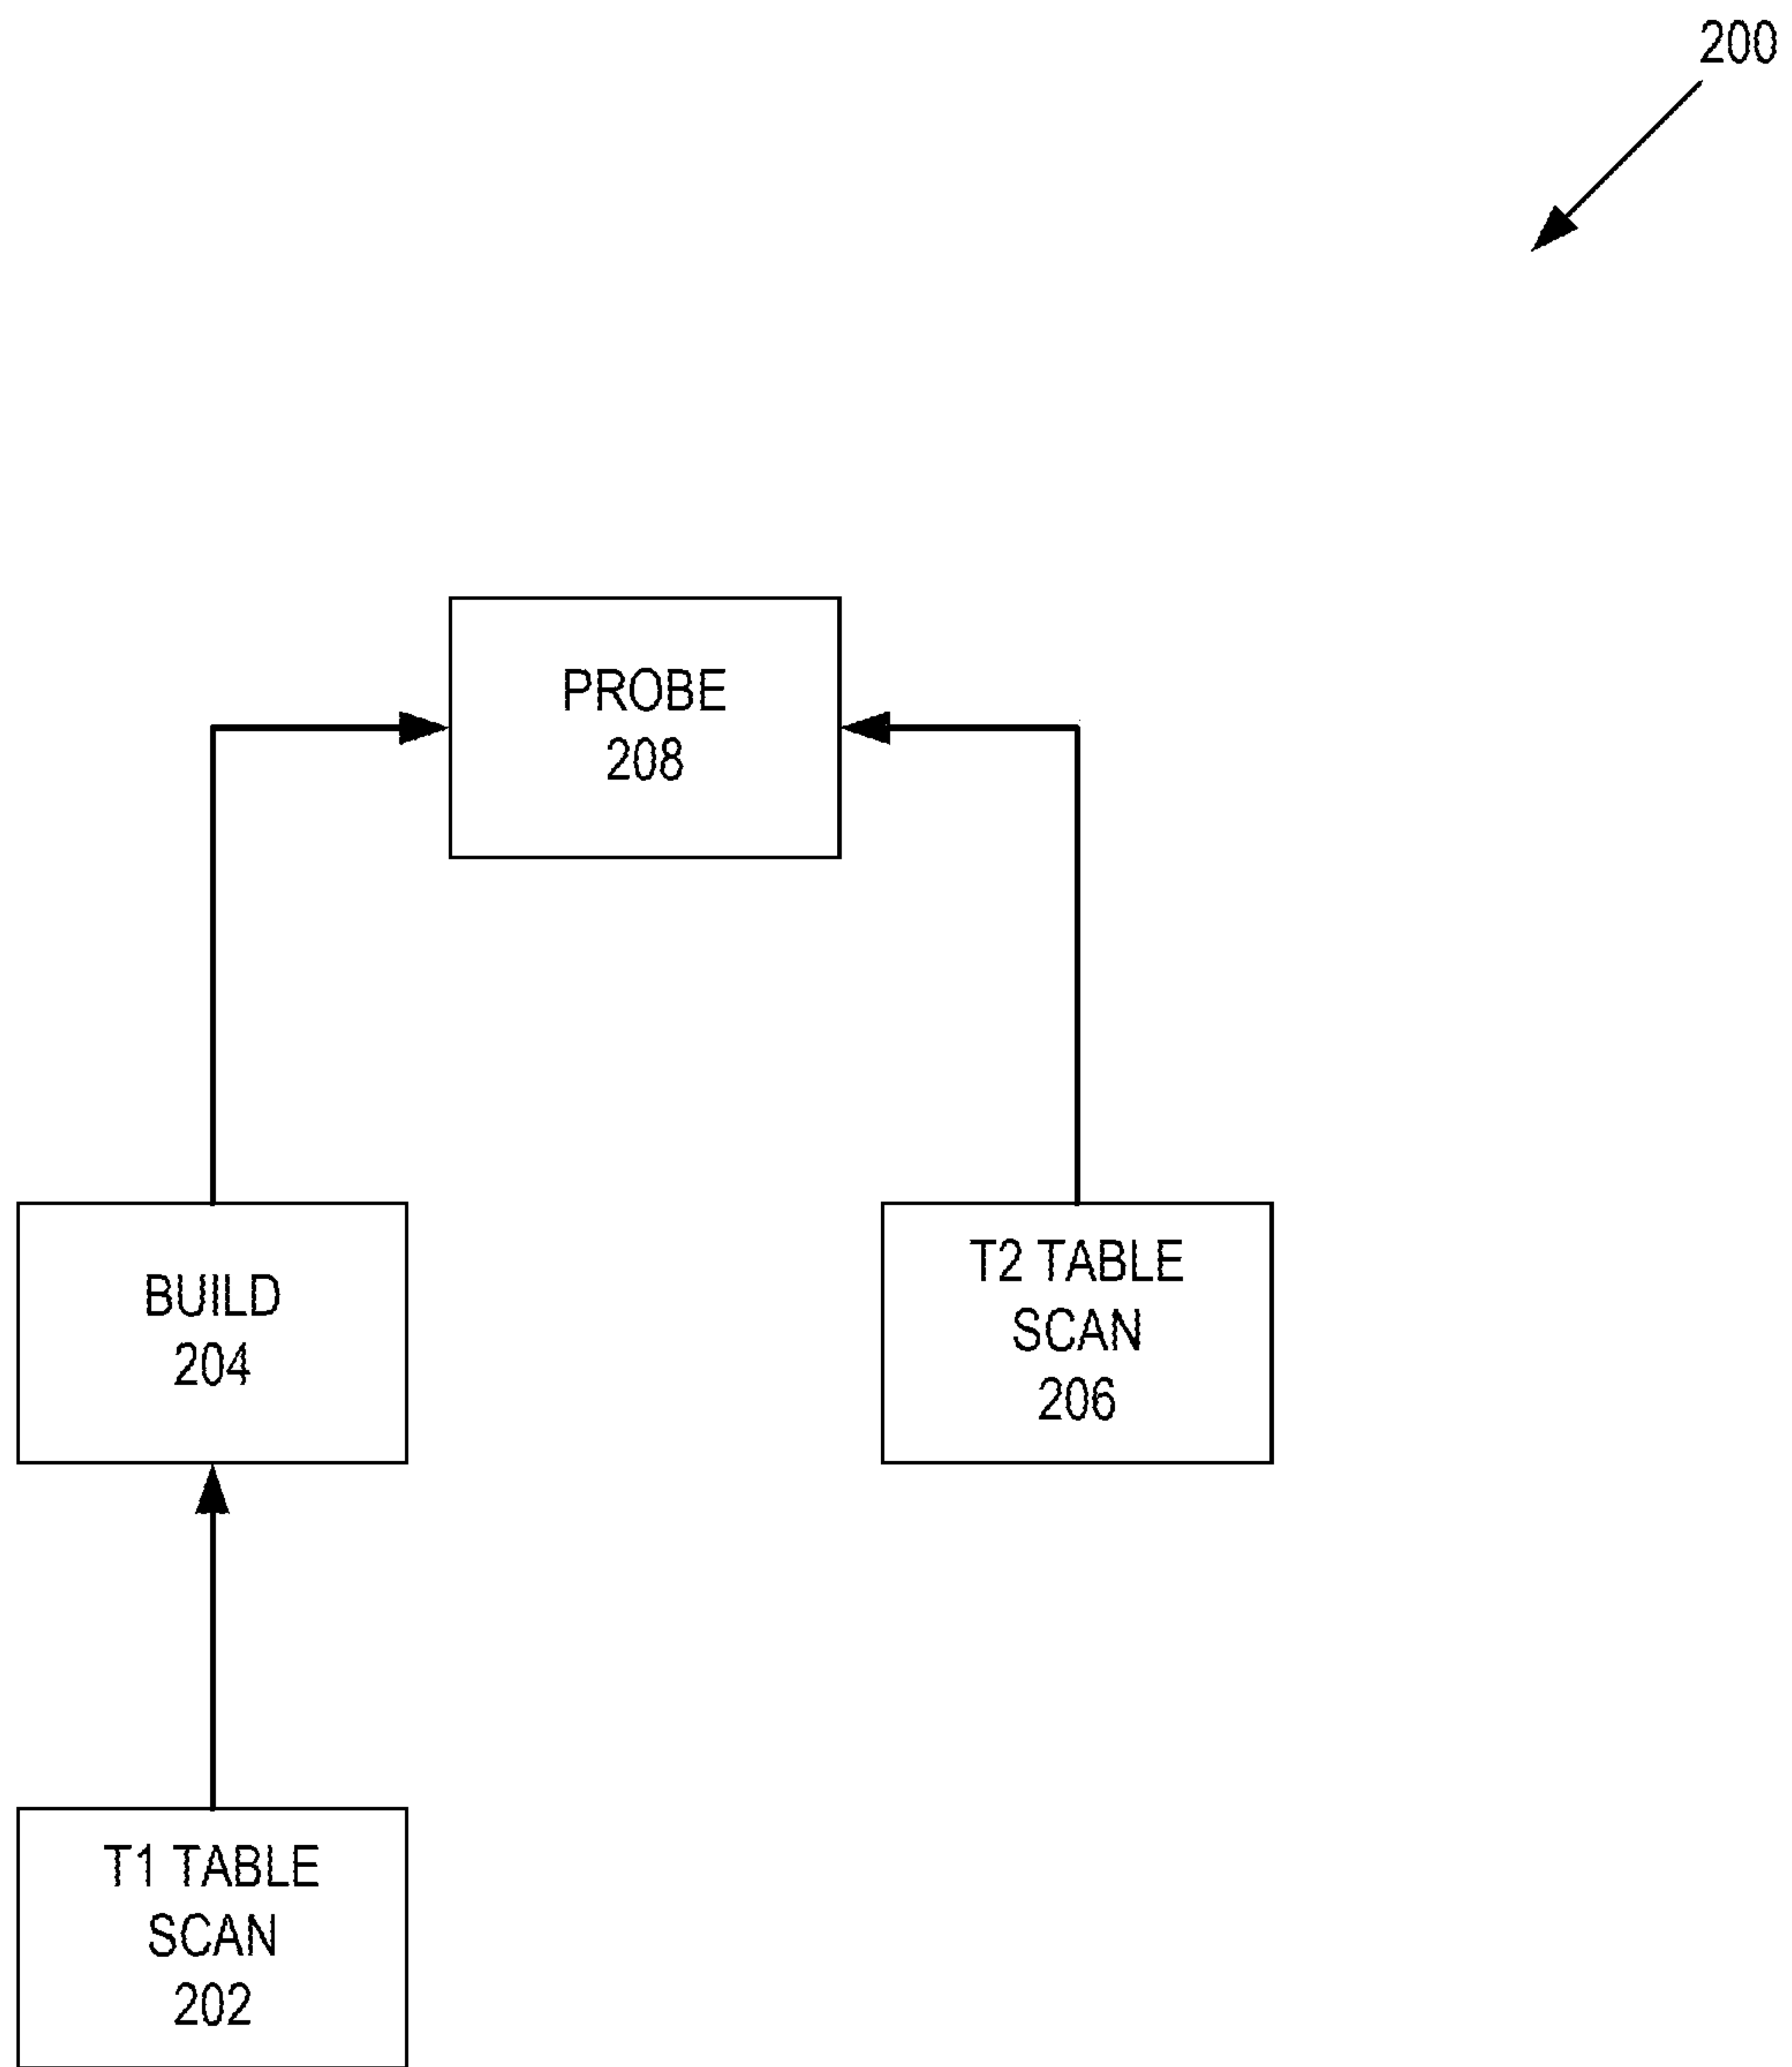 200
PROBE
208
BUILD
204
T2 TABLE
SCAN
206
T1 TABLE
SCAN
202